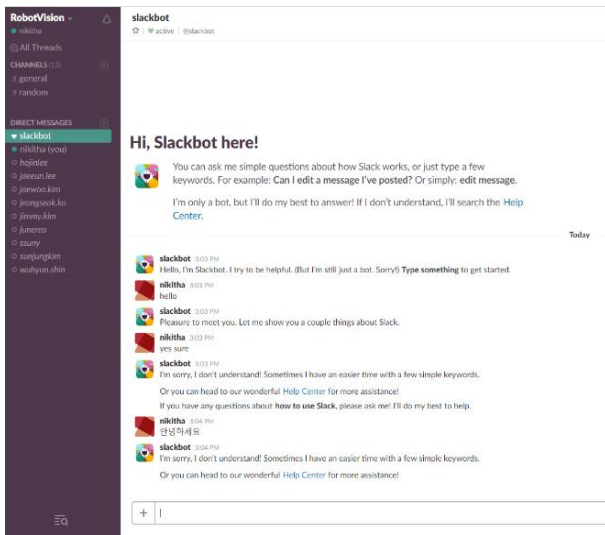 RobotVision
nikitha
All Threads
CHANNELS (13)
# general
# random
DIRECT MESSAGES
slackbot
nikitha (you)
hojinlee
jaeeun.lee
jaewoo.kim
jeongseok.ko
jimmy.kim
junereo
ssuny
sunjungkim
wuhyun.shin
slackbot
active | @slackbot
Hi, Slackbot here!
You can ask me simple questions about how Slack works, or just type a few
keywords. For example: Can I edit a message I've posted? Or simply: edit message.
I'm only a bot, but I'll do my best to answer! If I don't understand, I'll search the Help
Center.
Today
slackbot 3:03 PM
Hello, I'm Slackbot. I try to be helpful. (But I'm still just a bot. Sorry!) Type something to get started.
nikitha 3:03 PM
hello
slackbot 3:03 PM
Pleasure to meet you. Let me show you a couple things about Slack.
nikitha 3:03 PM
yes sure
slackbot 3:03 PM
I'm sorry, I don't understand! Sometimes I have an easier time with a few simple keywords.
Or you can head to our wonderful Help Center for more assistance!
If you have any questions about how to use Slack, please ask me! I'll do my best to help.
nikitha 3:04 PM
안녕하세요
slackbot 3:04 PM
I'm sorry, I don't understand! Sometimes I have an easier time with a few simple keywords.
Or you can head to our wonderful Help Center for more assistance!